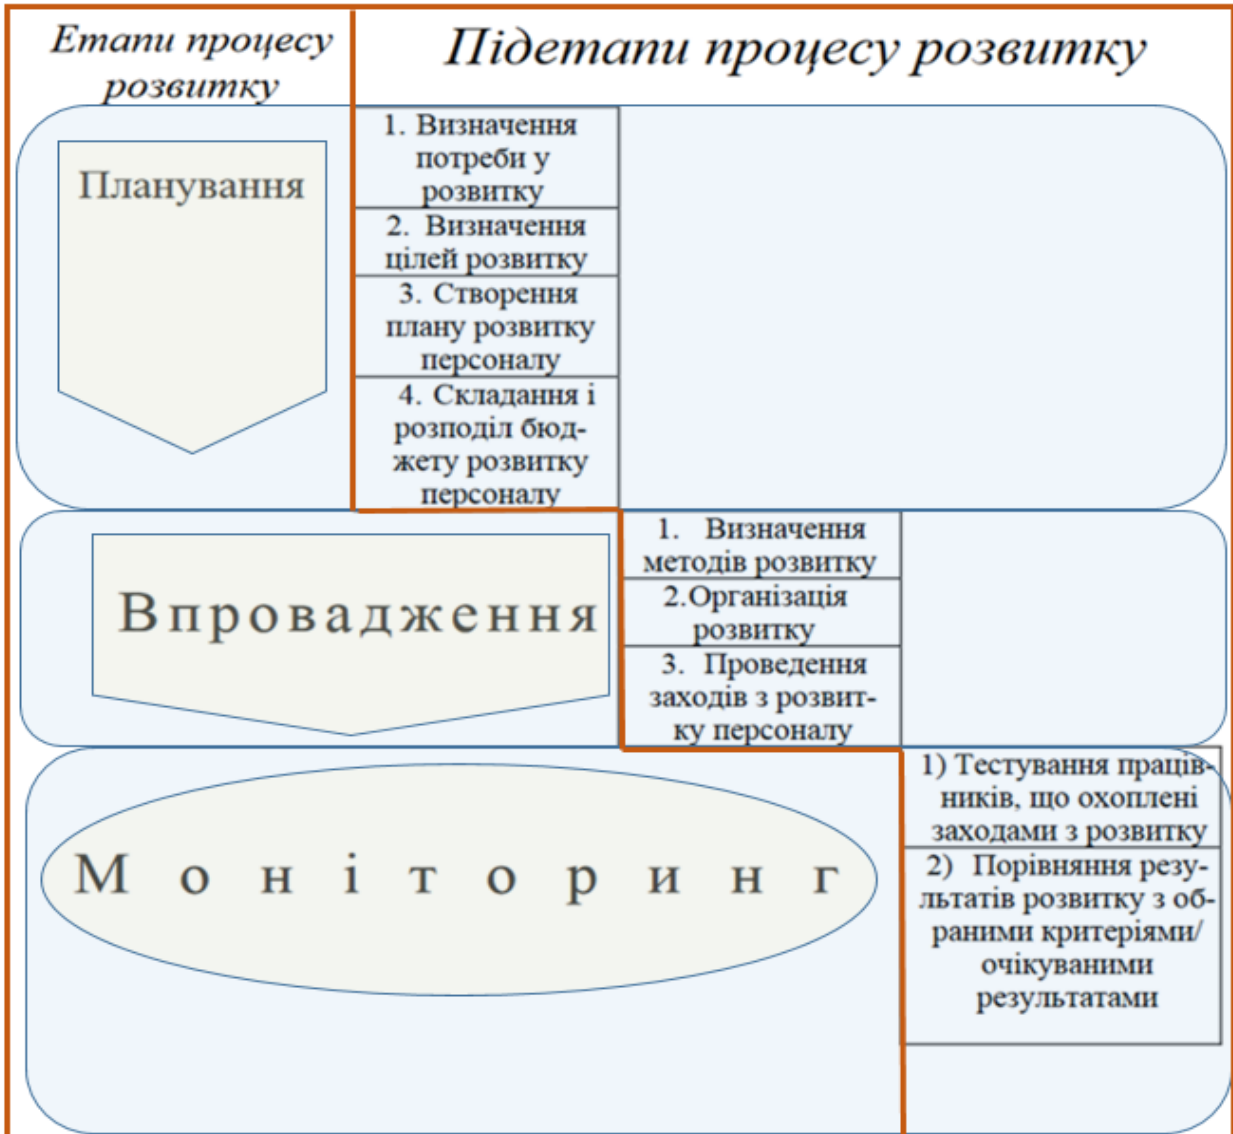 Етапи процесу
розвитку
Підетапи процесу розвитку
Планування
1. Визначення
потреби у
розвитку
2. Визначення
цілей розвитку
3. Створення
плану розвитку
персоналу
4. Складання і
розподіл бюд-
жету розвитку
персоналу
Впровадження
1. Визначення
методів розвитку
2.Організація
розвитку
3. Проведення
заходів з розвит-
ку персоналу
Моніторинг
1) Тестування праців-
ників, що охоплені
заходами з розвитку
2) Порівняння резу-
льтатів розвитку з об-
раними критеріями/
очікуваними
результатами